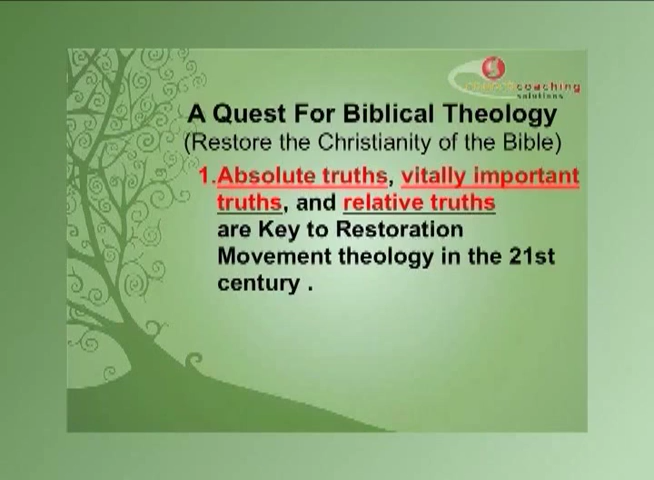 coaching
solutions
A Quest For Biblical Theology
(Restore the Christianity of the Bible)
1.Absolute truths, vitally important
truths, and relative truths
are Key to Restoration
Movement theology in the 21st
century .